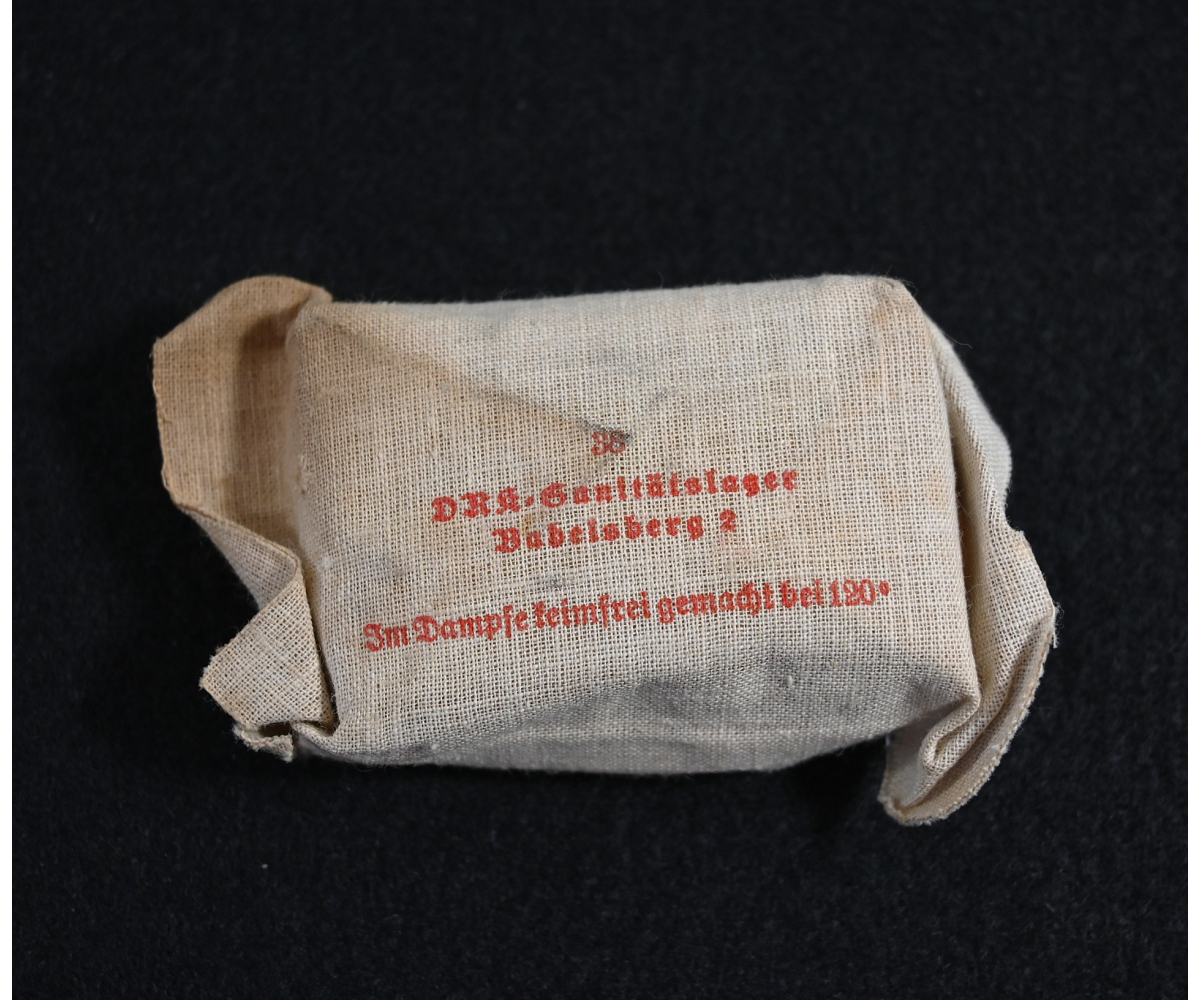 38
DRK-Sanitätslager
Babelsberg 2
Im Dampfe keimfrei gemacht bei 120°